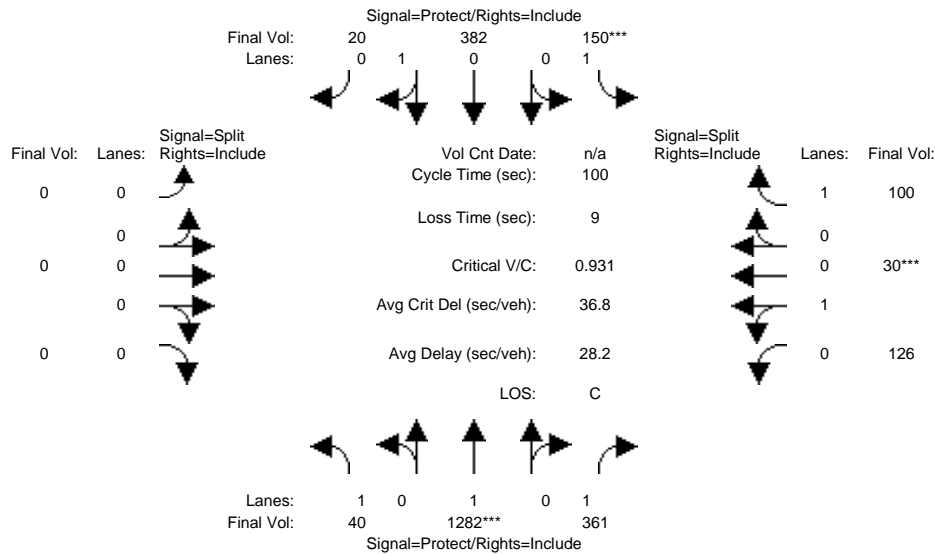 Signal=Protect/Rights=Include
Final Vol: 20 382 150***
Lanes: 0 1 0 0 1
Signal=Split
Final Vol: Lanes: Rights=Include
Vol Cnt Date: n/a
Signal=Split
Rights=Include Lanes: Final Vol:
Cycle Time (sec): 100
0 0
1 100
Loss Time (sec): 9
0
0
0 0
Critical V/C: 0.931
0 30***
0
Avg Crit Del (sec/veh): 36.8
1
0 0
Avg Delay (sec/veh): 28.2
0 126
LOS: C
Lanes: 1 0 1 0 1
Final Vol: 40 1282*** 361
Signal=Protect/Rights=Include